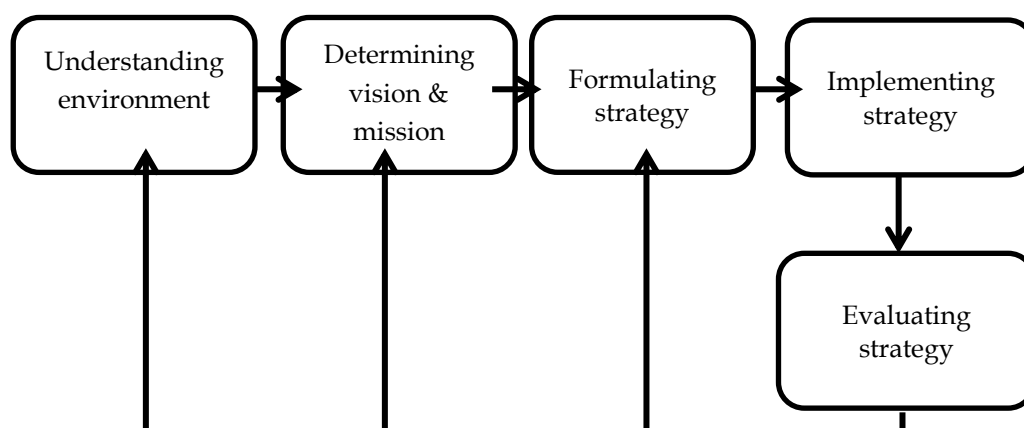 Understanding
environment
Determining
vision &
mission
Formulating
strategy
Implementing
strategy
Evaluating
strategy